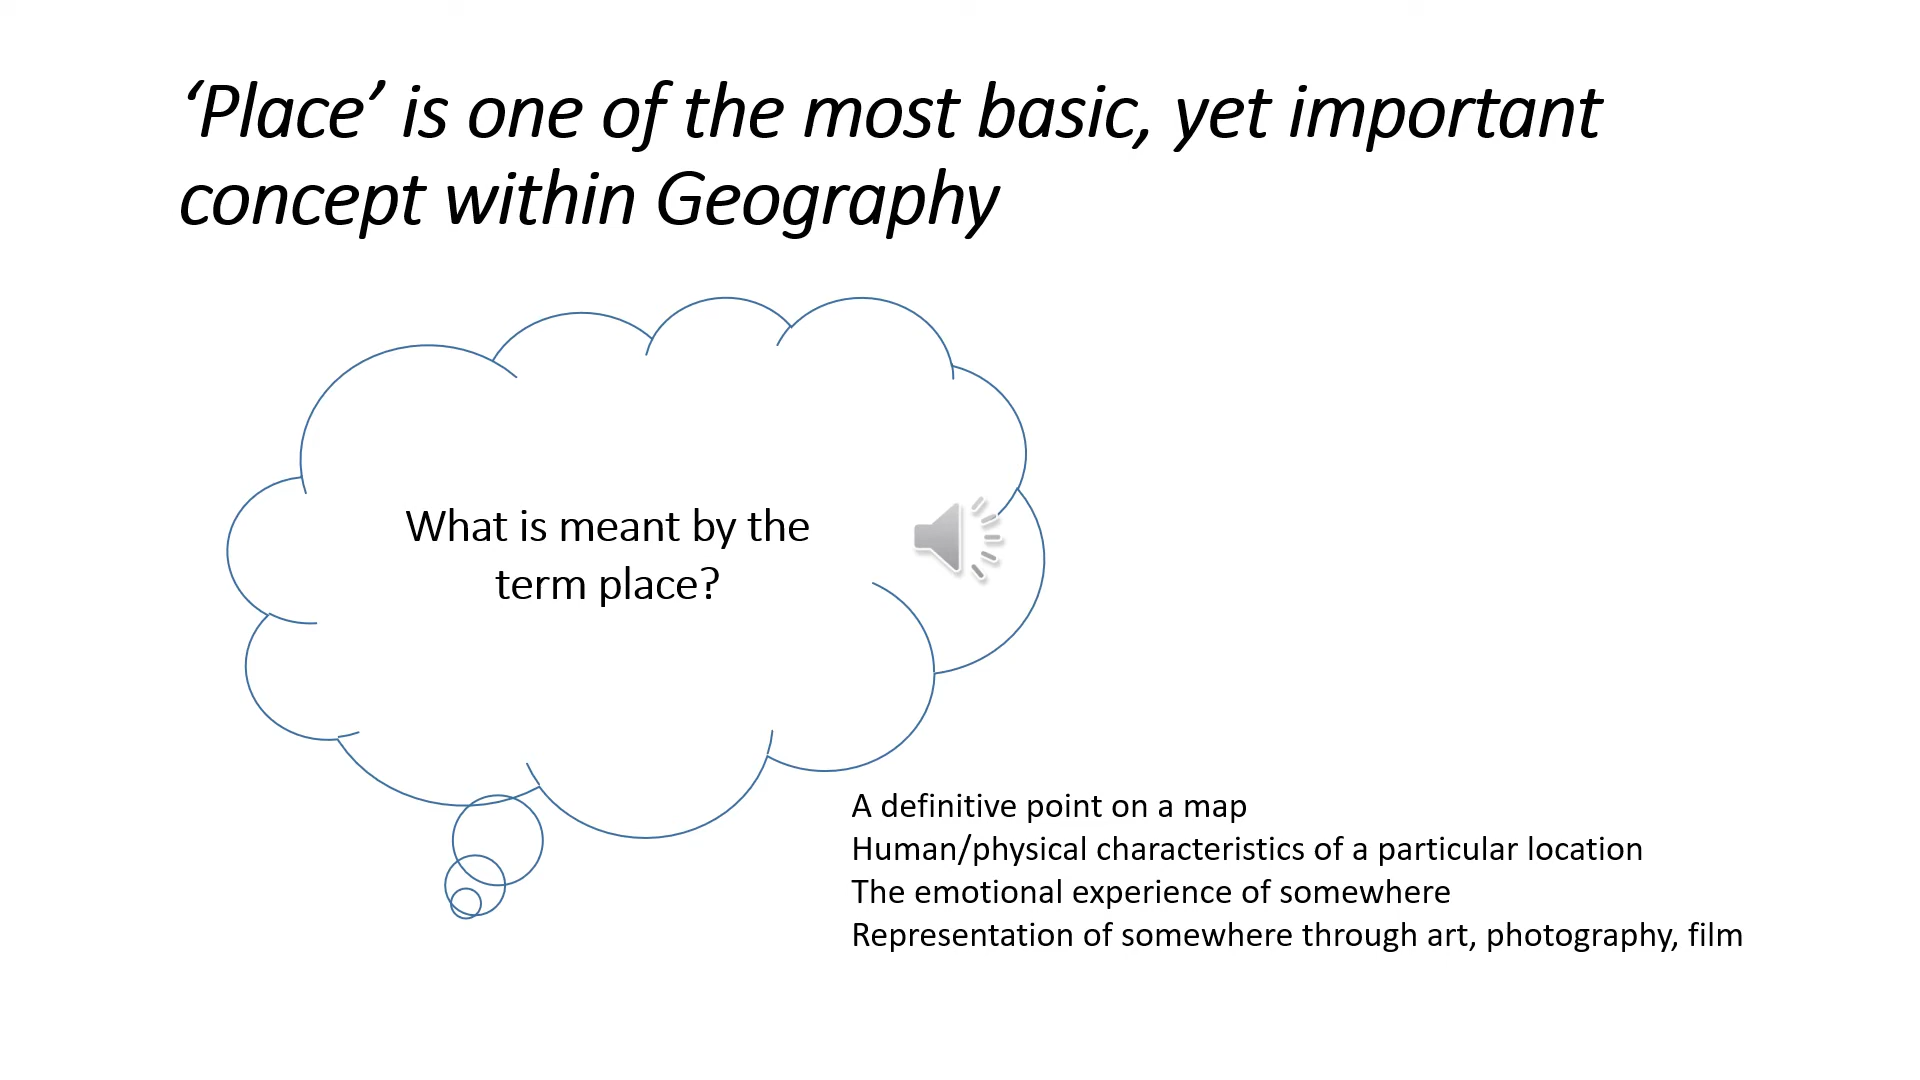 ‘Place’ is one of the most basic, yet important
concept within Geography
What is meant by the
term place?
A definitive point on a map
Human/physical characteristics of a particular location
The emotional experience of somewhere
Representation of somewhere through art, photography, film